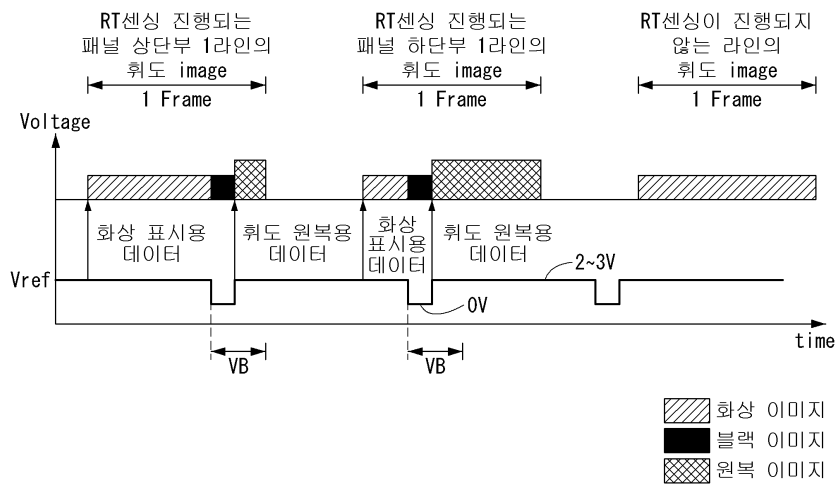 RT센싱 진행되는
패널 상단부 1라인의
휘도 image
1 Frame
RT센싱 진행되는
패널 하단부 1라인의
휘도 image
1 Frame
RT센싱이 진행되지
않는 라인의
휘도 image
1 Frame
Voltage
화상 표시용
데이터
휘도 원복용
데이터
화상
표시용
데이터
휘도 원복용
데이터
Vref
2~3V
0V
time
VB
VB
화상 이미지
블랙 이미지
원복 이미지